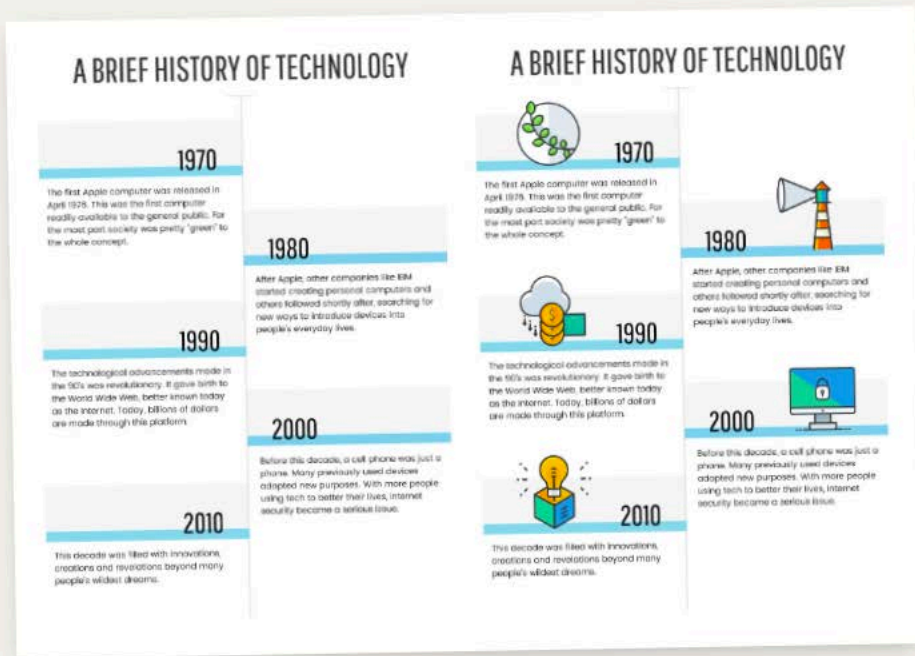 A BRIEF HISTORY OF TECHNOLOGY
1970
The first Apple computer was released in
April 1976. This was the first computer
readily available to the general public. For
the most part society was pretty "green" to
the whole concept.
1980
After Apple, other companies like IBM
started creating personal computers and
others followed shortly after, searching for
new ways to introduce devices into
people's everyday lives.
1990
The technological advancements made in
the 90's was revolutionary. It gave birth to
the World Wide Web, better known today
as the internet. Today, billions of dollars
are made through this platform.
2000
Before this decade, a cell phone was just a
phone. Many previously used devices
adopted new purposes. With more people
using tech to better their lives, internet
security became a serious issue.
2010
This decade was filled with innovations,
creations and revelations beyond many
people's wildest dreams.
A BRIEF HISTORY OF TECHNOLOGY
1970
The first Apple computer was released in
April 1976. This was the first computer
readily available to the general public. For
the most part society was pretty "green" to
the whole concept.
1980
After Apple, other companies like IBM
started creating personal computers and
others followed shortly after, searching for
new ways to introduce devices into
people's everyday lives.
1990
The technological advancements made in
the 90's was revolutionary. It gave birth to
the World Wide Web, better known today
as the internet. Today, billions of dollars
are made through this platform.
2000
Before this decade, a cell phone was just a
phone. Many previously used devices
adopted new purposes. With more people
using tech to better their lives, internet
security became a serious issue.
2010
This decade was filled with innovations,
creations and revelations beyond many
people's wildest dreams.